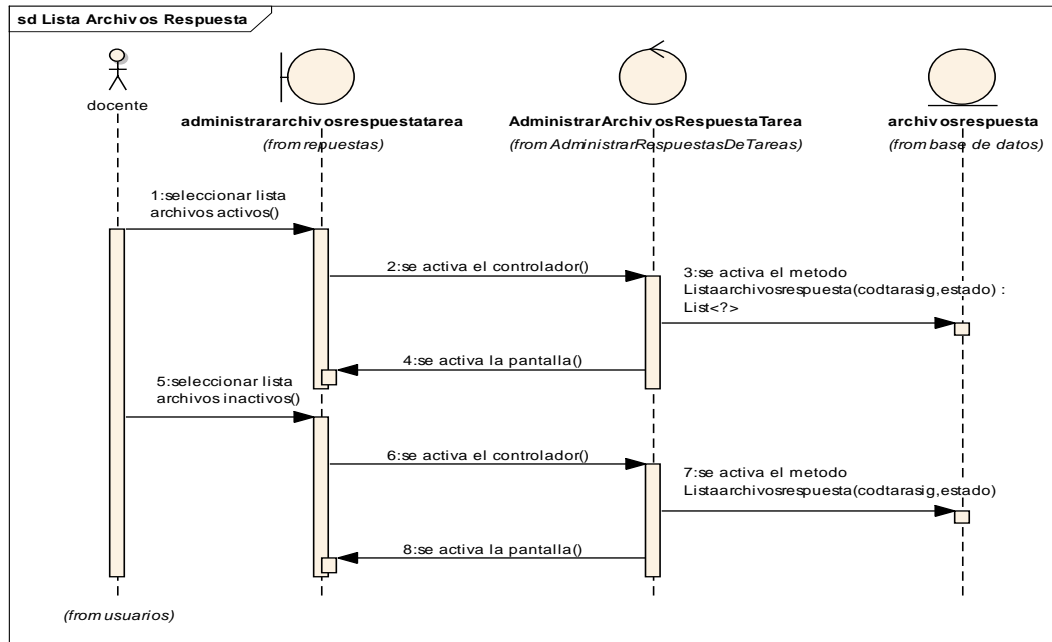 sd Lista Archivos Respuesta
docente
administrararchivosrespuestatarea
(from repuestas)
AdministrarArchivosRespuestaTarea
(from AdministrarRespuestasDeTareas)
archivosrespuesta
(from base de datos)
1:seleccionar lista
archivos activos()
2:se activa el controlador()
3:se activa el metodo
Listaarchivosrespuesta(codtarasig,estado) :
List<?>
4:se activa la pantalla()
5:seleccionar lista
archivos inactivos()
6:se activa el controlador()
7:se activa el metodo
Listaarchivosrespuesta(codtarasig,estado)
8:se activa la pantalla()
(from usuarios)